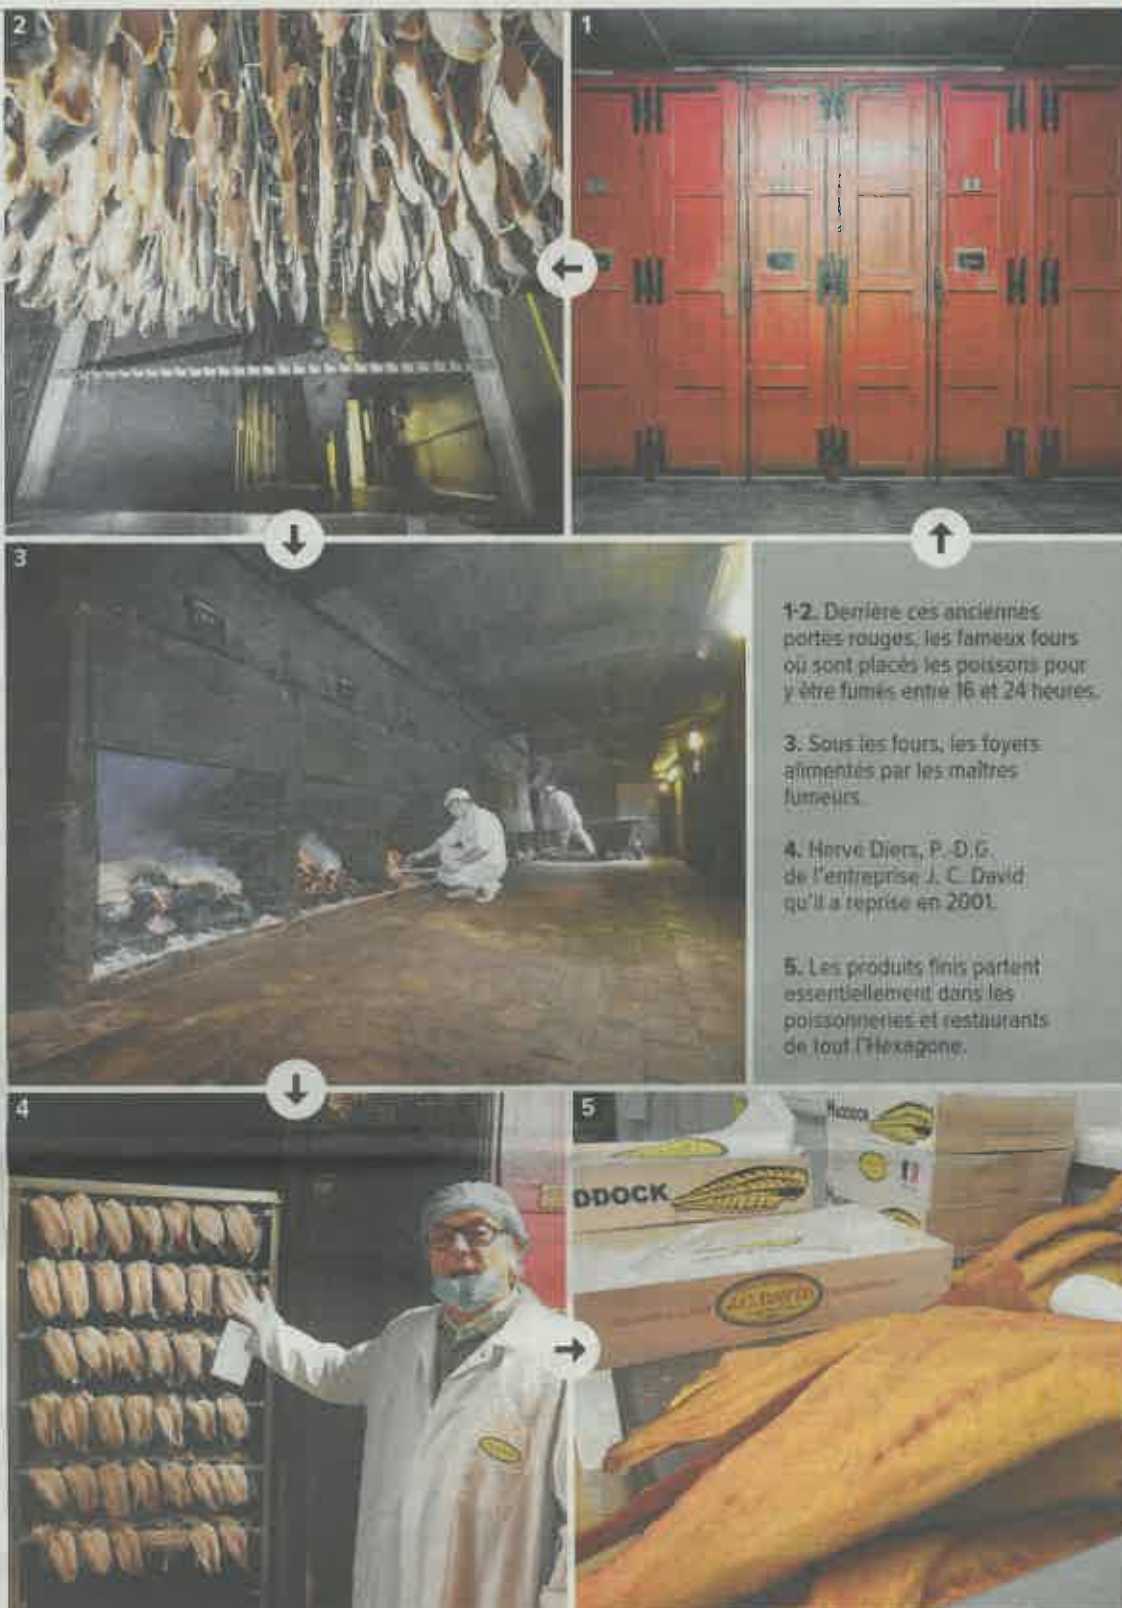 2
1
3
1-2. Derrière ces anciennes
portes rouges, les fameux fours
où sont placés les poissons pour
y être fumés entre 16 et 24 heures.
3. Sous les fours, les foyers
alimentés par les maîtres
fumeurs.
4. Hervé Diers, P.-D.G.
de l'entreprise J. C. David
qu'il a reprise en 2001.
5. Les produits finis partent
essentiellement dans les
poissonneries et restaurants
de tout l'Hexagone.
4
5
HADDOCK
DDOCK
J.C. DAVID